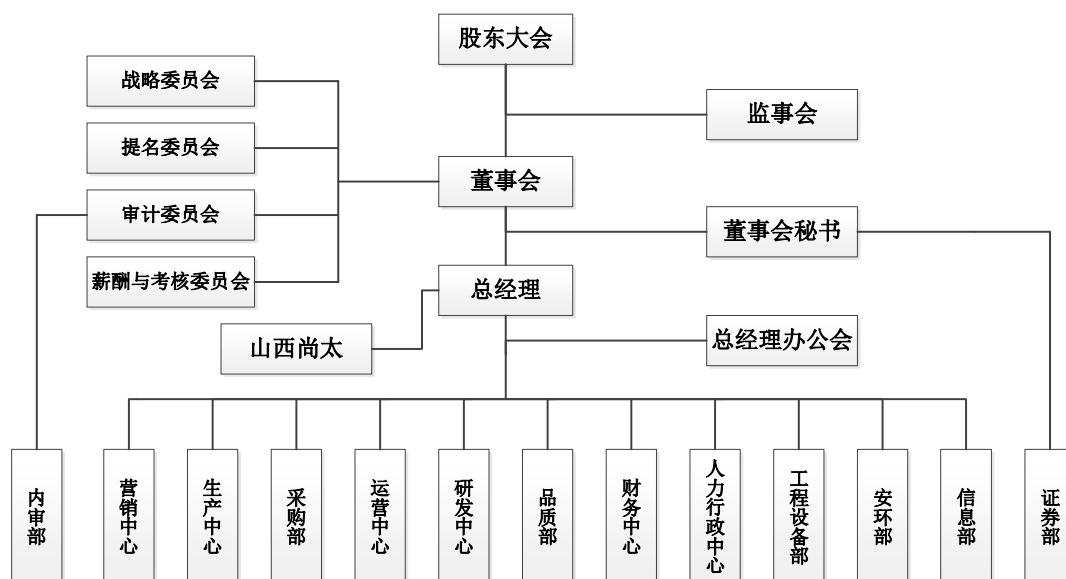 股东大会
战略委员会
监事会
提名委员会
董事会
审计委员会
董事会秘书
薪酬与考核委员会
总经理
山西尚太
总经理办公会
内审部
营销中心
生产中心
采购部
运营中心
研发中心
品质部
财务中心
人力行政中心
工程设备部
安环部
信息部
证券部